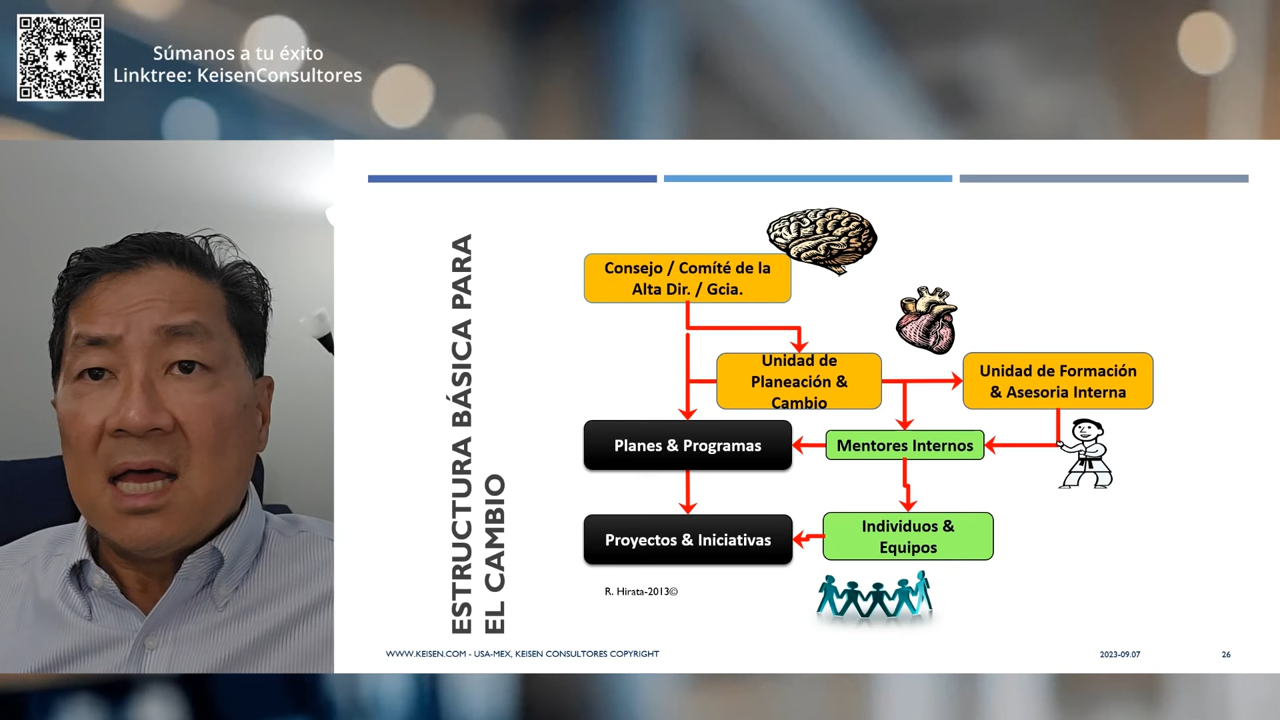 Súmanos a tu éxito
Linktree: KeisenConsultores
ESTRUCTURA BÁSICA PARA
EL CAMBIO
Consejo / Comíté de la
Alta Dir. / Gcia.
Unidad de
Planeación &
Cambio
Unidad de Formación
& Asesoria Interna
Planes & Programas
Mentores Internos
Proyectos & Iniciativas
Individuos &
Equipos
R. Hirata-2013©
WWW.KEISEN.COM - USA-MEX, KEISEN CONSULTORES COPYRIGHT
2023-09.07
26